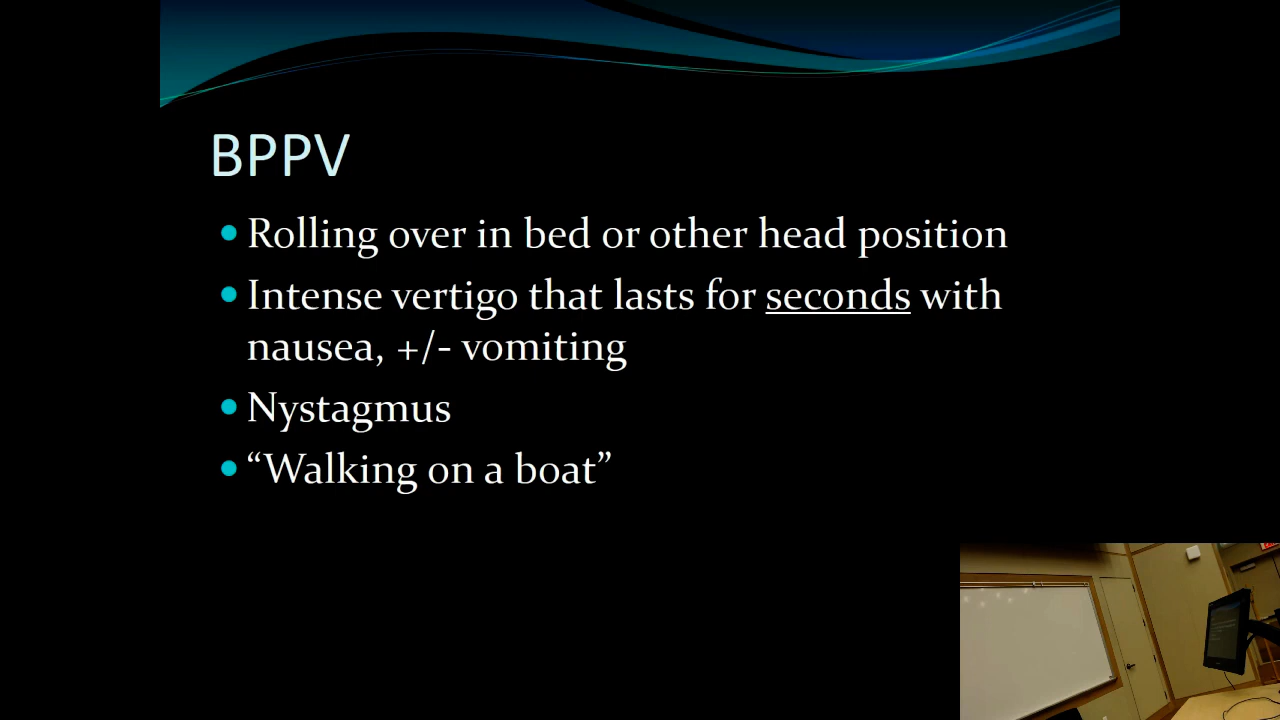 BPPV
Rolling over in bed or other head position
Intense vertigo that lasts for seconds with
nausea, +/- vomiting
Nystagmus
“Walking on a boat”